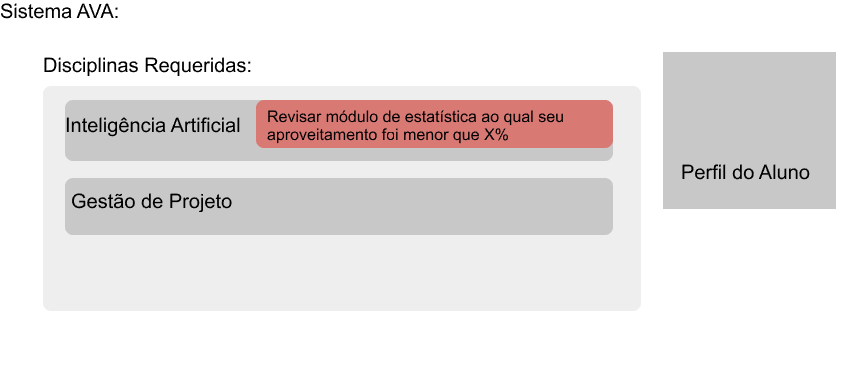 Sistema AVA:
Disciplinas Requeridas:
Inteligência Artificial
Revisar módulo de estatística ao qual seu
aproveitamento foi menor que X%
Perfil do Aluno
Gestão de Projeto